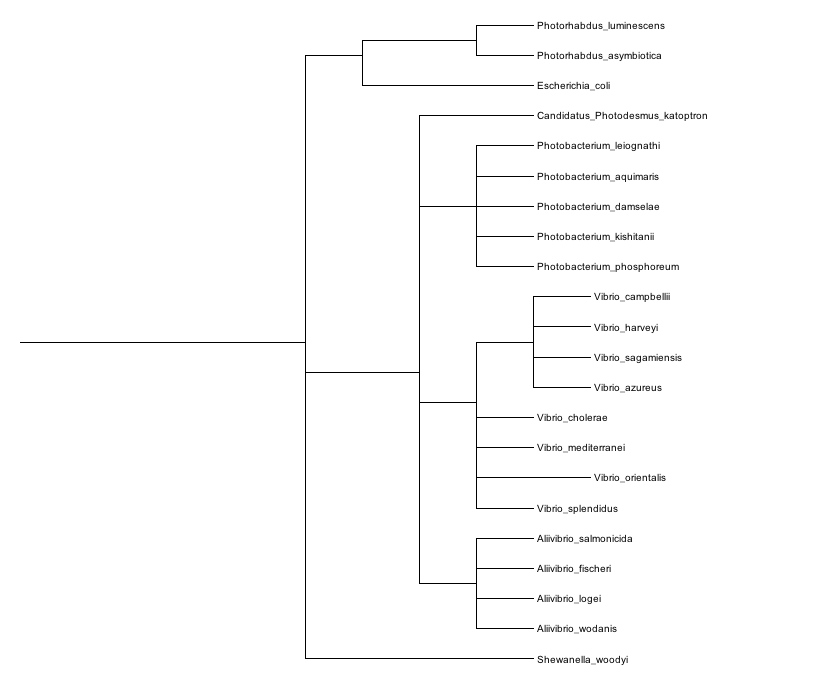 Photorhabdus_luminescens
Photorhabdus_asymbiotica
Escherichia_coli
Candidatus_Photodesmus_katoptron
Photobacterium_leiognathi
Photobacterium_aquimaris
Photobacterium_damselae
Photobacterium_kishitanii
Photobacterium_phosphoreum
Vibrio_campbellii
Vibrio_harveyi
Vibrio_sagamiensis
Vibrio_azureus
Vibrio_cholerae
Vibrio_mediterranei
Vibrio_orientalis
Vibrio_splendidus
Aliivibrio_salmonicida
Aliivibrio_fischeri
Aliivibrio_logei
Aliivibrio_wodanis
Shewanella_woodyi